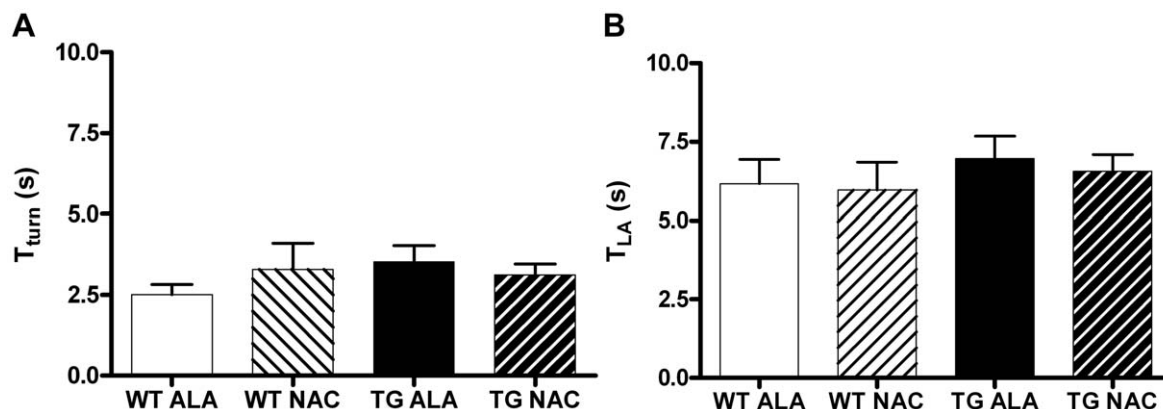 A
T_turn (s)
10.0
7.5
5.0
2.5
0.0
WT ALA WT NAC TG ALA TG NAC
B
T_LA (s)
10.0
7.5
5.0
2.5
0.0
WT ALA WT NAC TG ALA TG NAC